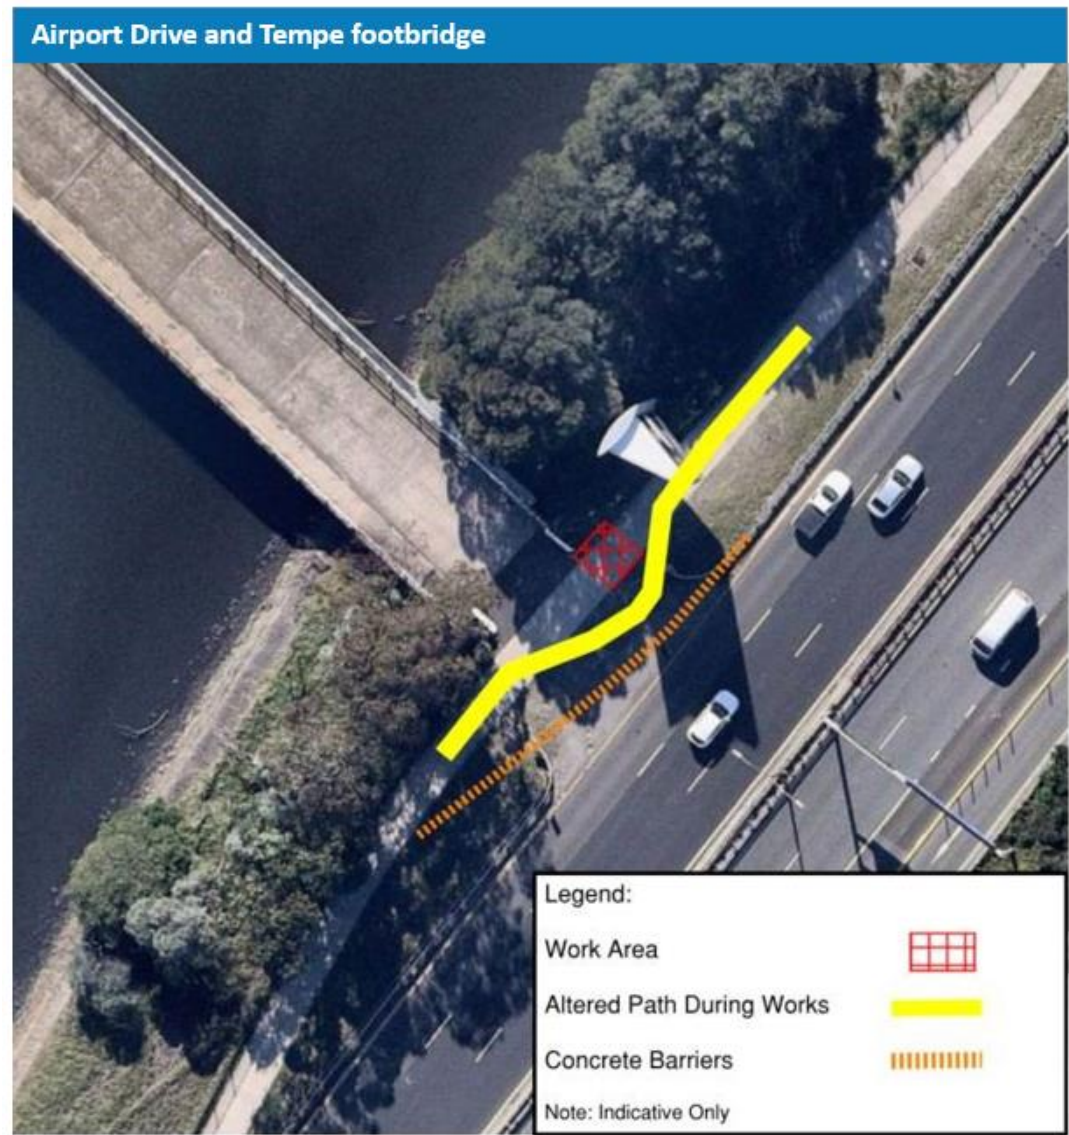 Airport Drive and Tempe footbridge
Legend:
Work Area
Altered Path During Works
Concrete Barriers
Note: Indicative Only